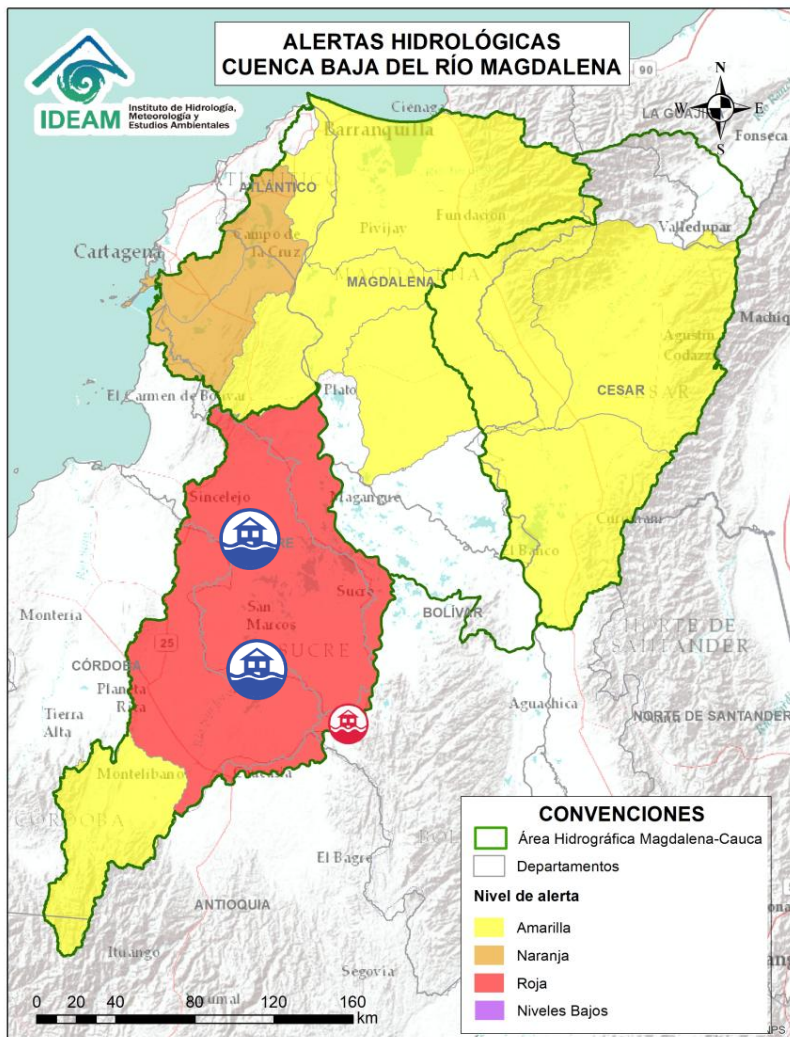 ALERTAS HIDROLÓGICAS
CUENCA BAJA DEL RÍO MAGDALENA
IDEAM
Instituto de Hidrología,
Meteorología y
Estudios Ambientales
N
W
E
S
90
Cienaga
LA GUAJIRA
Fonseca
Barranquilla
ATLÁNTICO
Pivijay
Fundación
Valledupar
Cartagena
Campo de
la Cruz
MAGDALENA
MAGDALENA
Machiq
Agustín
Codazzi
CESAR
El Carmen de Bolívar
Plato
Sincelejo
Magangue
El Banco
Sucre
San
Marcos
SUCRE
BOLÍVAR
NORTE DE
SANTANDER
Montería
25
CÓRDOBA
Planeta
Rica
Tierra
Alta
Aguachica
NORTE DE SANTANDER
Montelíbano
CÓRDOBA
El Bagre
ANTIOQUIA
Ituango
Segovia
CONVENCIONES
Área Hidrográfica Magdalena-Cauca
Departamentos
Nivel de alerta
Amarilla
Naranja
Roja
Niveles Bajos
0 20 40 80 120 160
km